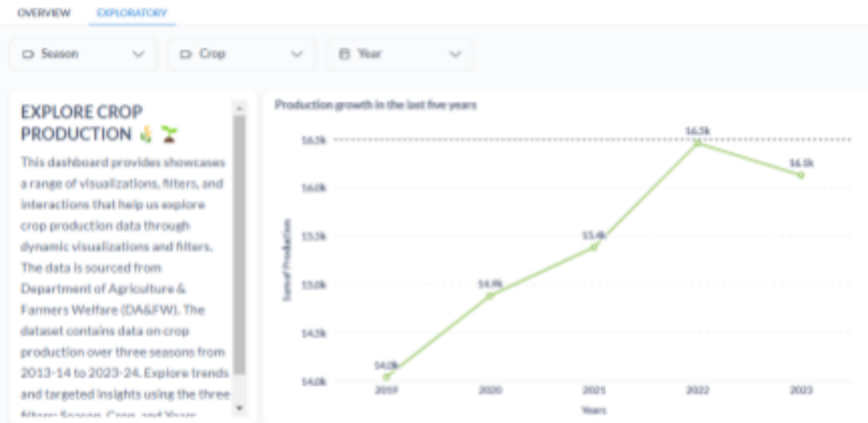 OVERVIEW EXPLORATORY
Season Crop Year
EXPLORE CROP
PRODUCTION
This dashboard provides showcases
a range of visualizations, filters, and
interactions that help us explore
crop production data through
dynamic visualizations and filters.
The data is sourced from
Department of Agriculture &
Farmers Welfare (DA&FW). The
dataset contains data on crop
production over three seasons from
2013-14 to 2023-24. Explore trends
and targeted insights using the three
filters: Season, Crop, and Years.
Production growth in the last five years
16.5k
16.0k
15.5k
15.0k
14.5k
14.0k
Sum of Production
14.0k
14.9k
15.4k
16.5k
16.1k
2019 2020 2021 2022 2023
Years